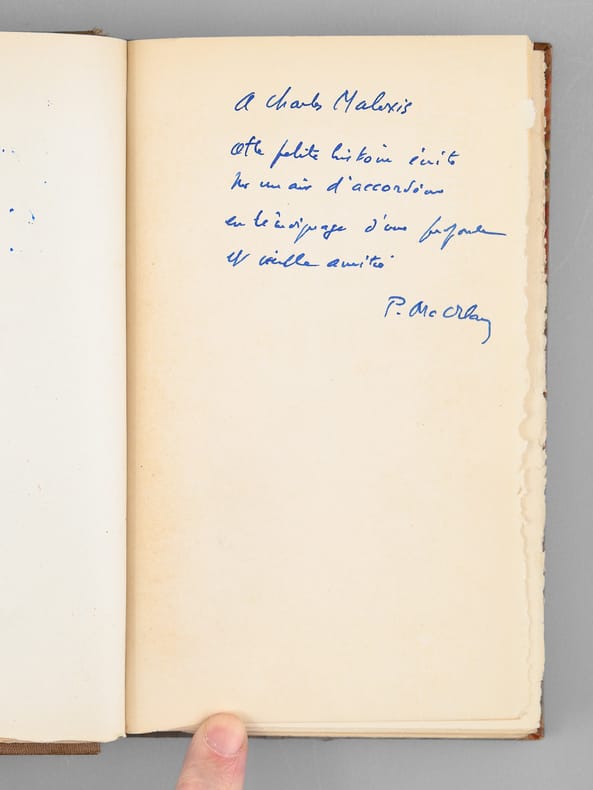 A Charles Malexis
cette petite histoire écrite
sur un air d'accordéon
en témoignage d'une profonde
et vieille amitié
P. Mac Orlan